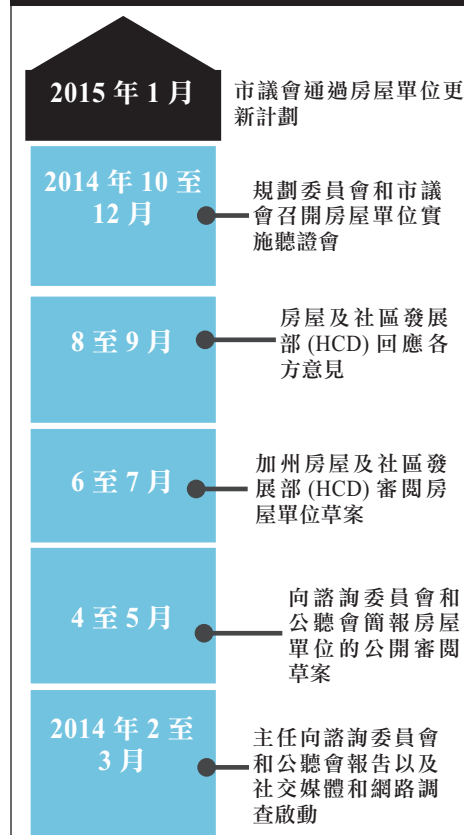 2015 年 1 月
市議會通過房屋單位更
新計劃
2014 年 10 至
12 月
規劃委員會和市議
會召開房屋單位實
施聽證會
8 至 9 月
房屋及社區發展
部 (HCD) 回應各
方意見
6 至 7 月
加州房屋及社區發
展部 (HCD) 審閱房
屋單位草案
4 至 5 月
向諮詢委員會和
公聽會簡報房屋
單位的公開審閱
草案
2014 年 2 至
3 月
主任向諮詢委員會
和公聽會報告以及
社交媒體和網路調
查啟動